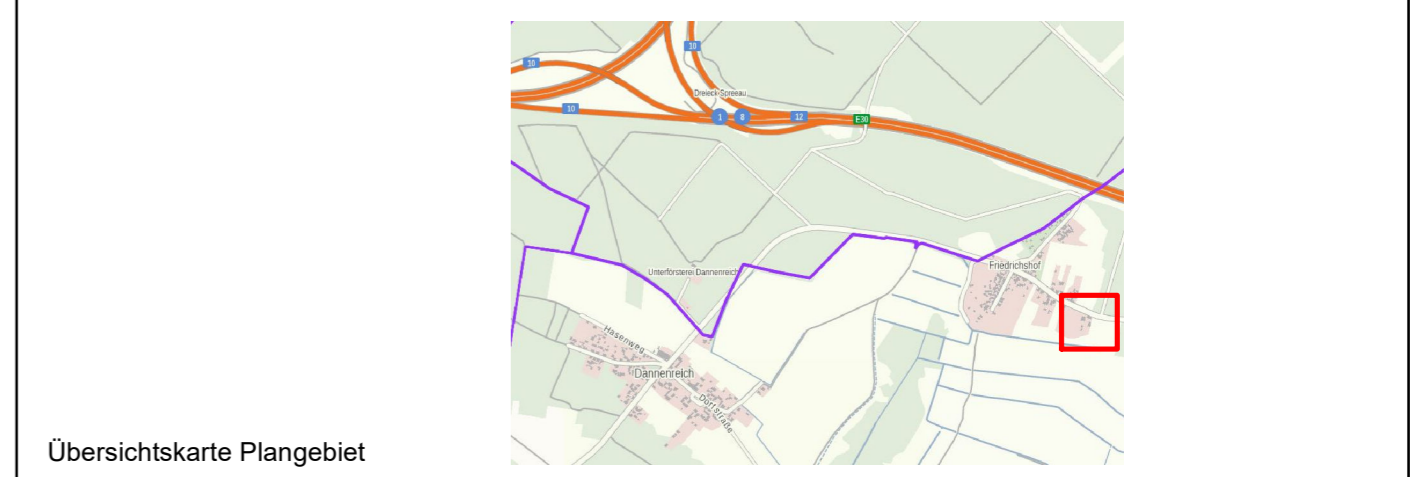 10
10
Dreieck Spreeau
10
1
8
12
E30
Friedrichshof
Unterförsterei Dannenreich
Hasenweg
Dannenreich
Dorfstraße
Übersichtskarte Plangebiet